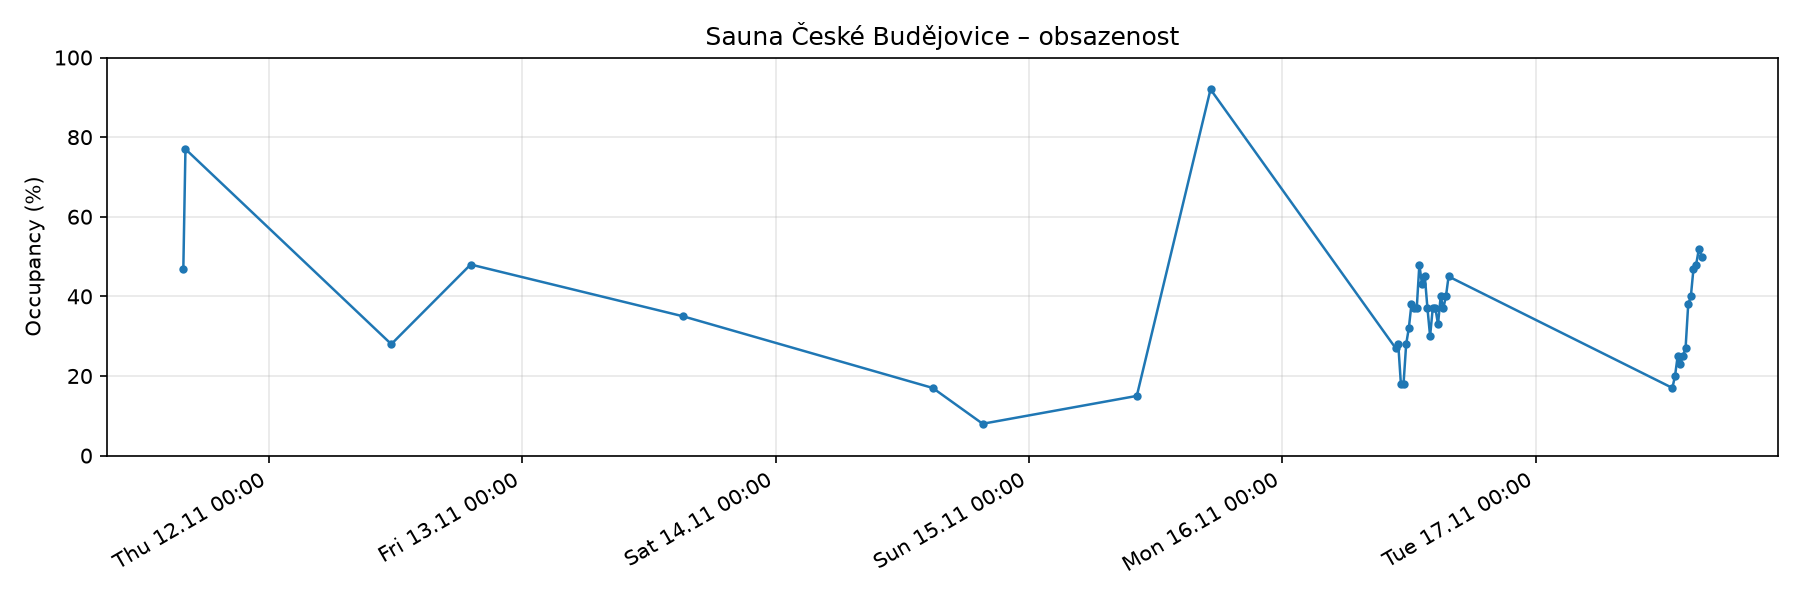 Sauna České Budějovice – obsazenost
100
80
60
40
20
0
Occupancy (%)
Thu 12.11 00:00
Fri 13.11 00:00
Sat 14.11 00:00
Sun 15.11 00:00
Mon 16.11 00:00
Tue 17.11 00:00